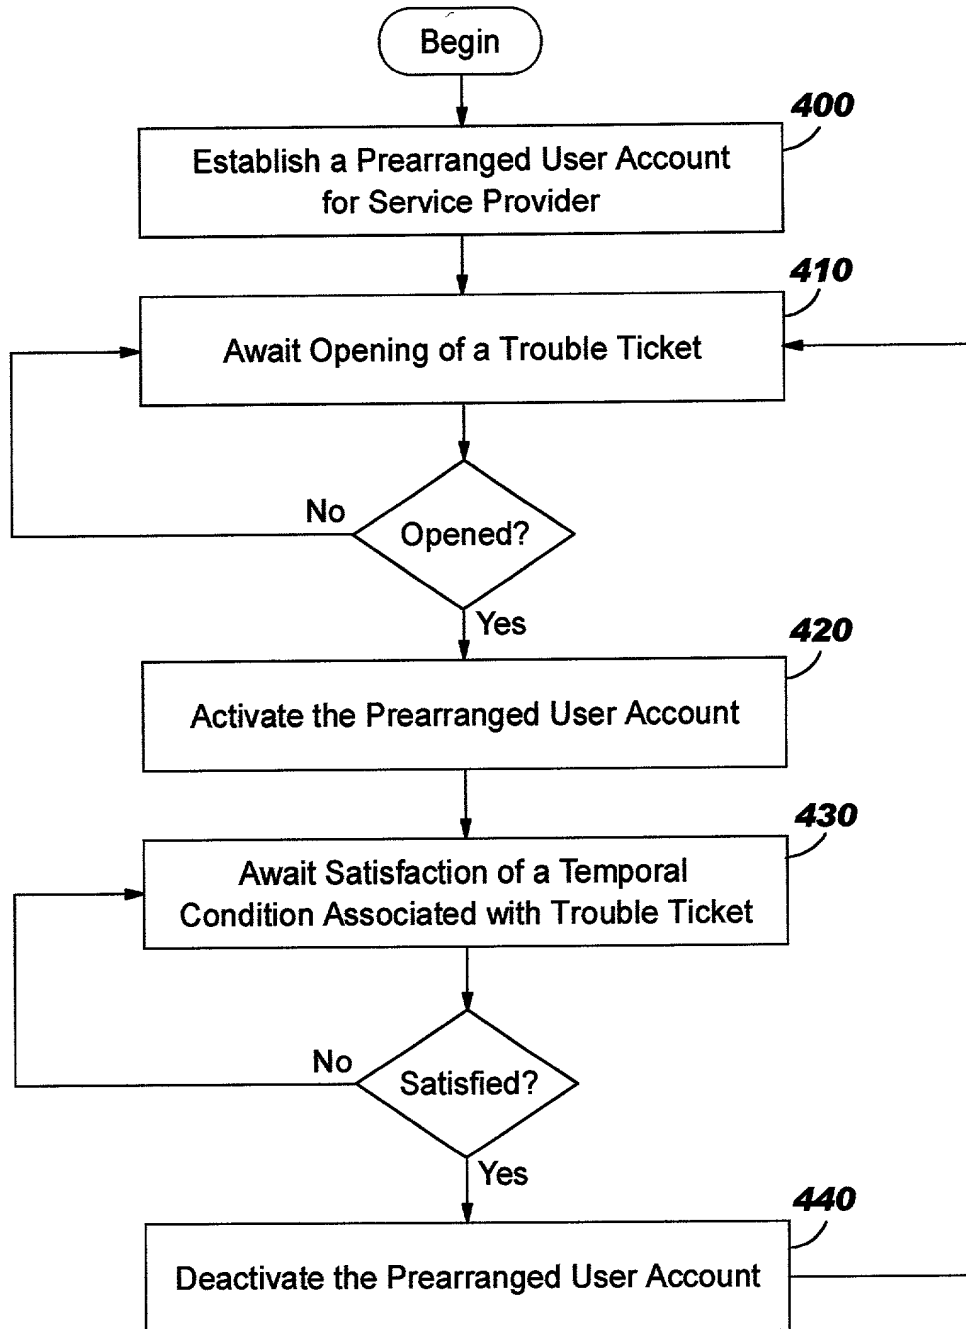 Begin
400
Establish a Prearranged User Account
for Service Provider
410
Await Opening of a Trouble Ticket
No
Opened?
Yes
420
Activate the Prearranged User Account
430
Await Satisfaction of a Temporal
Condition Associated with Trouble Ticket
No
Satisfied?
Yes
440
Deactivate the Prearranged User Account